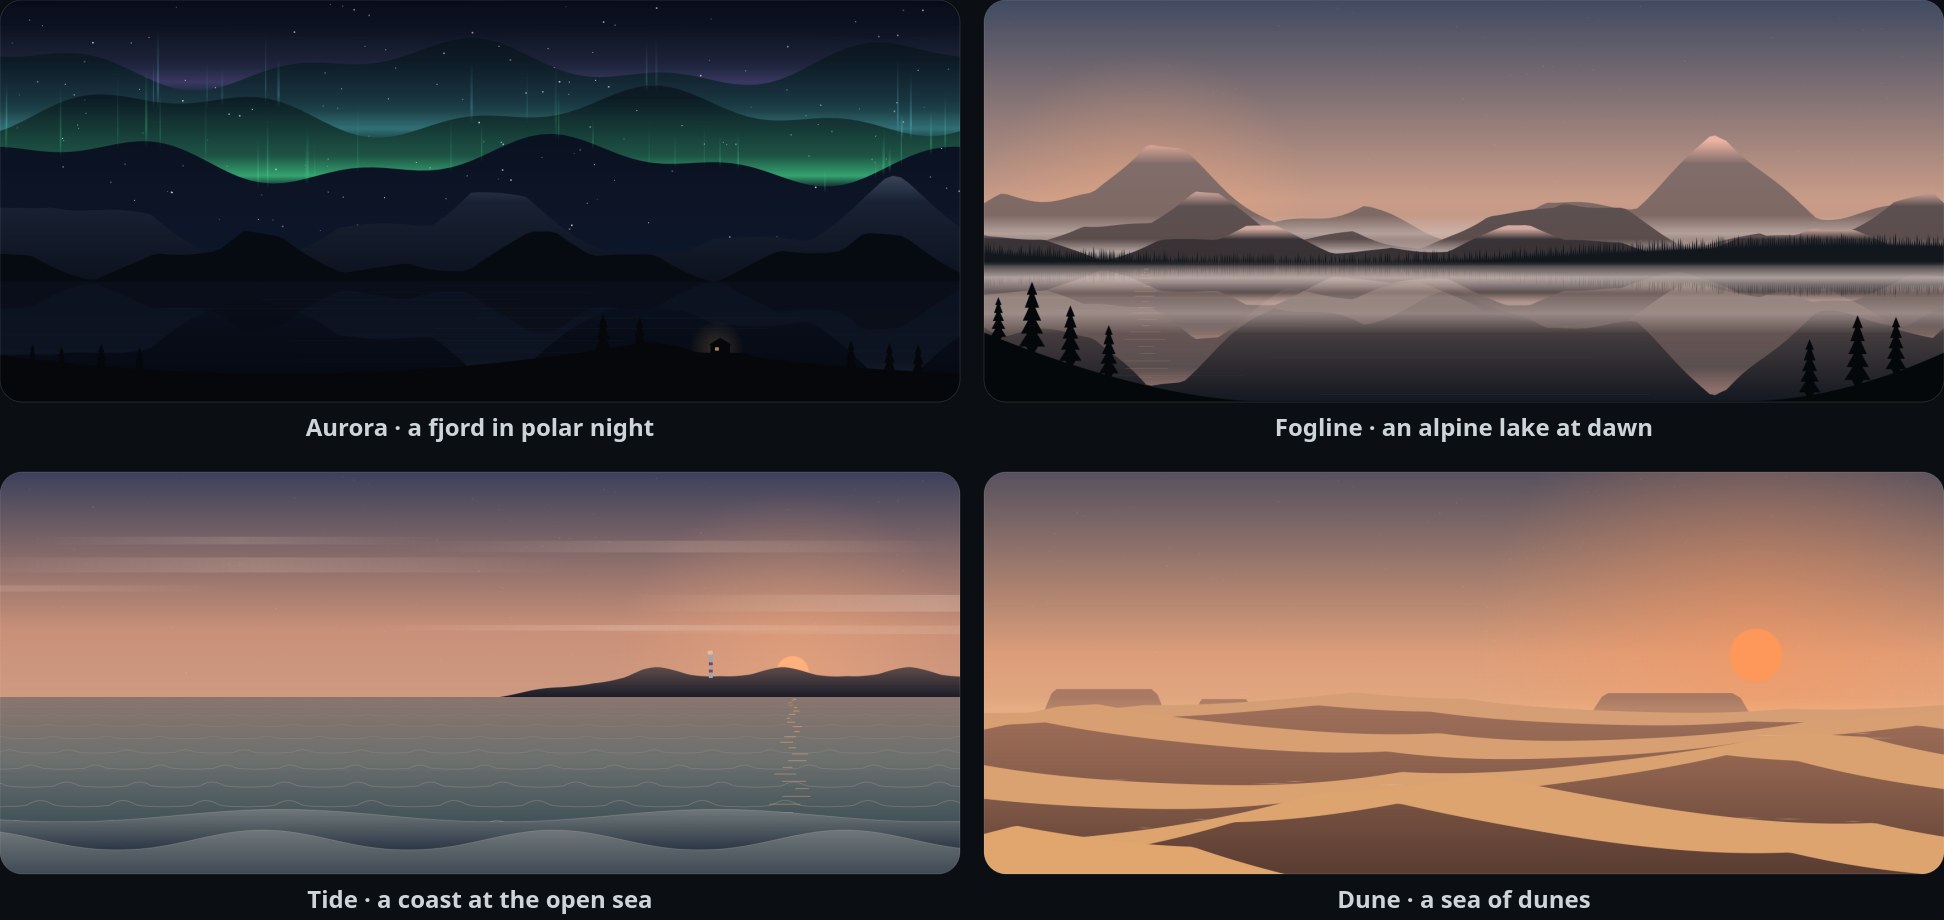 Aurora · a fjord in polar night
Fogline · an alpine lake at dawn
Tide · a coast at the open sea
Dune · a sea of dunes